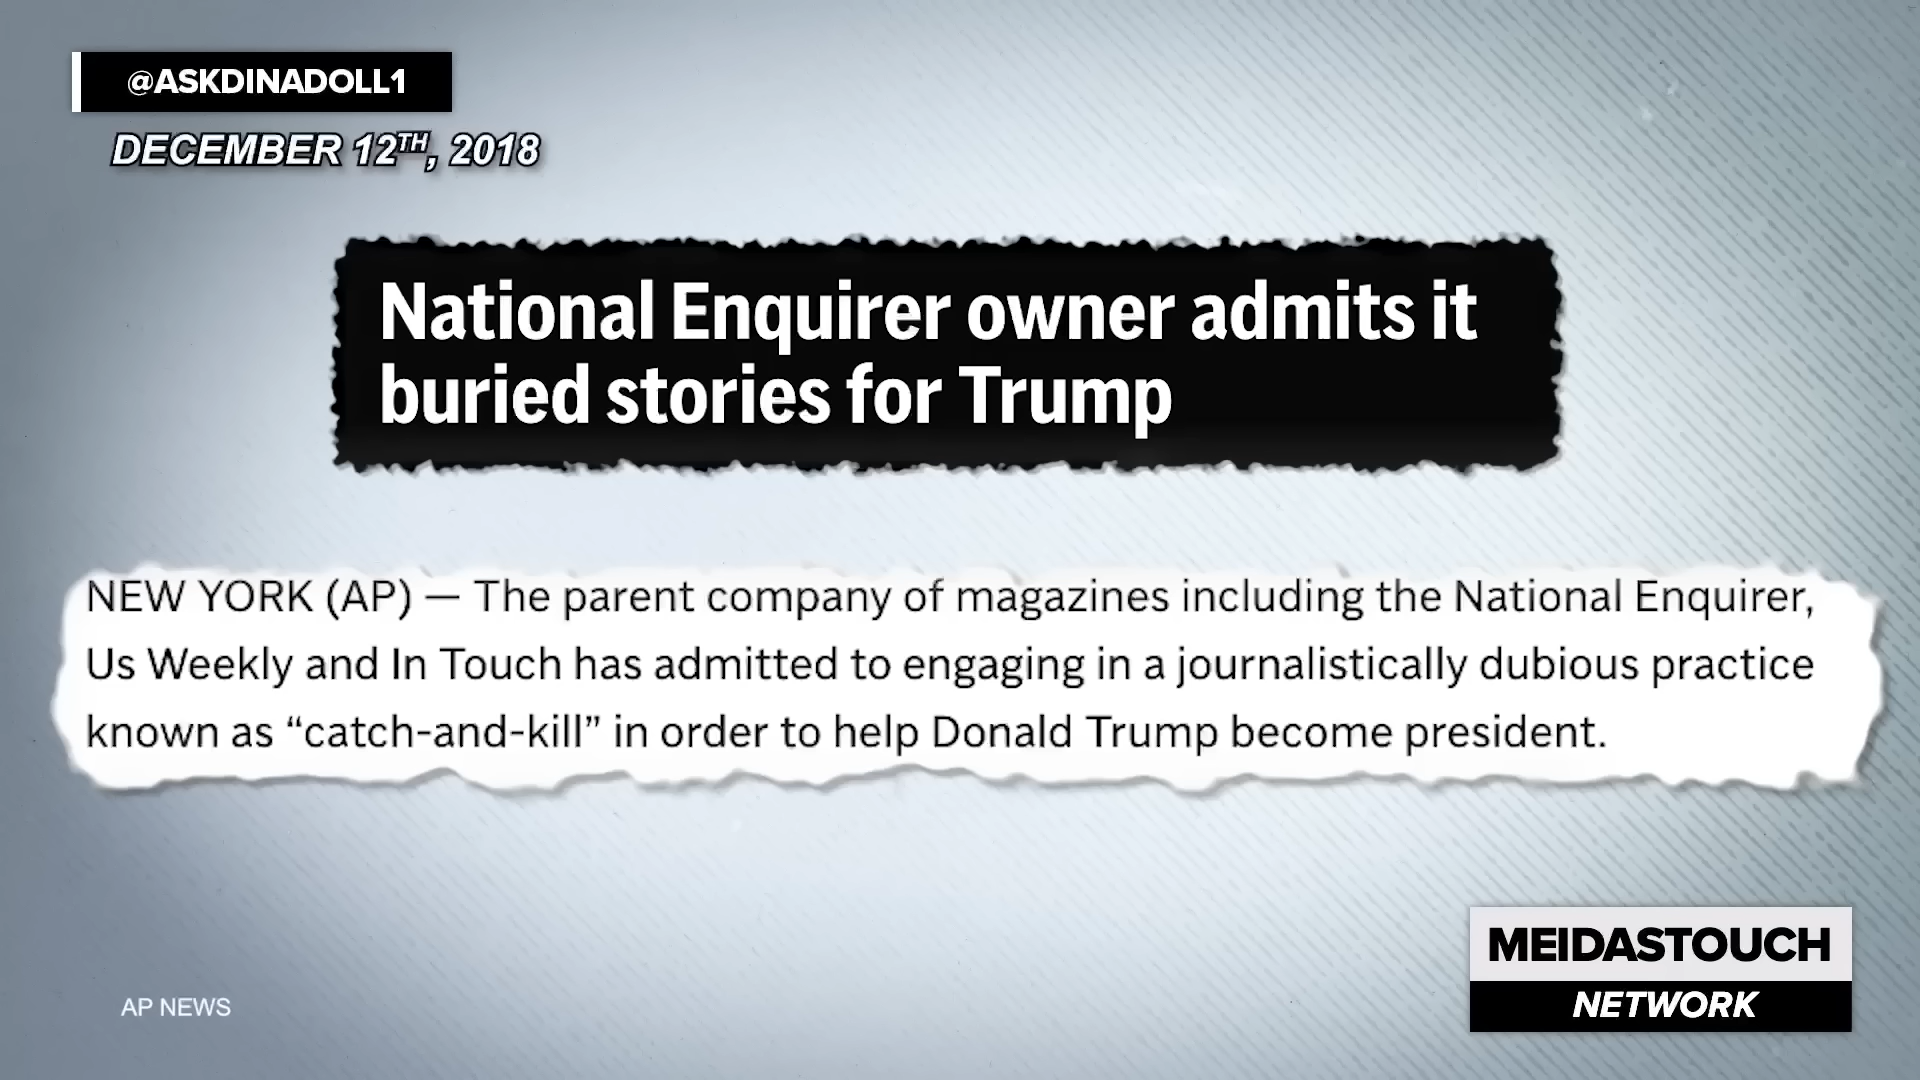 @ASKDINADOLL1
DECEMBER 12TH, 2018
National Enquirer owner admits it
buried stories for Trump
NEW YORK (AP) — The parent company of magazines including the National Enquirer,
Us Weekly and In Touch has admitted to engaging in a journalistically dubious practice
known as “catch-and-kill” in order to help Donald Trump become president.
AP NEWS
MEIDASTOUCH
NETWORK